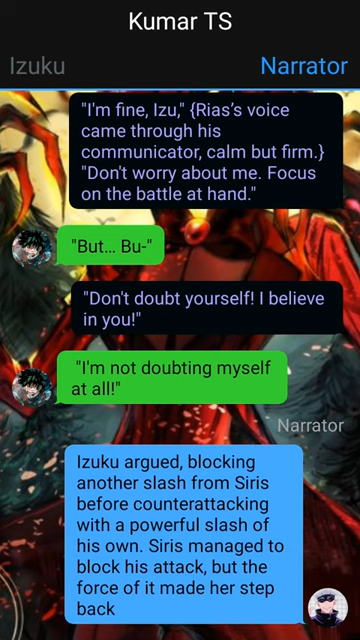 Kumar TS
Izuku
Narrator
"I'm fine, Izu," {Rias’s voice
came through his
communicator, calm but firm.}
"Don't worry about me. Focus
on the battle at hand."
"But... Bu-"
"Don't doubt yourself! I believe
in you!"
"I'm not doubting myself
at all!"
Narrator
Izuku argued, blocking
another slash from Siris
before counterattacking
with a powerful slash of
his own. Siris managed to
block his attack, but the
force of it made her step
back